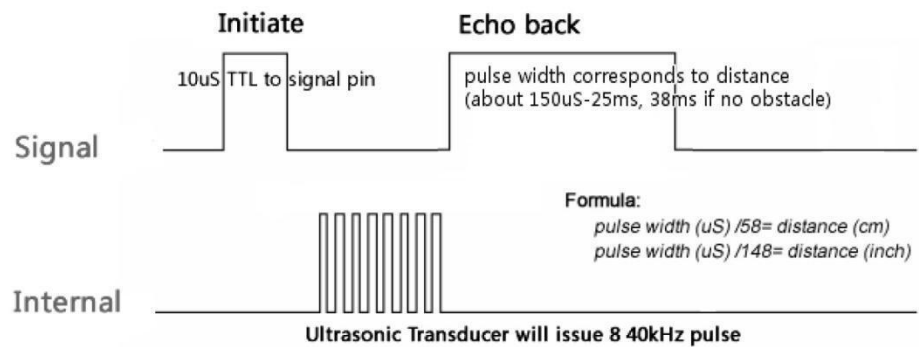 Initiate
Echo back
10uS TTL to signal pin
pulse width corresponds to distance
(about 150uS-25ms, 38ms if no obstacle)
Signal
Formula:
pulse width (uS) /58= distance (cm)
pulse width (uS) /148= distance (inch)
Internal
Ultrasonic Transducer will issue 8 40kHz pulse